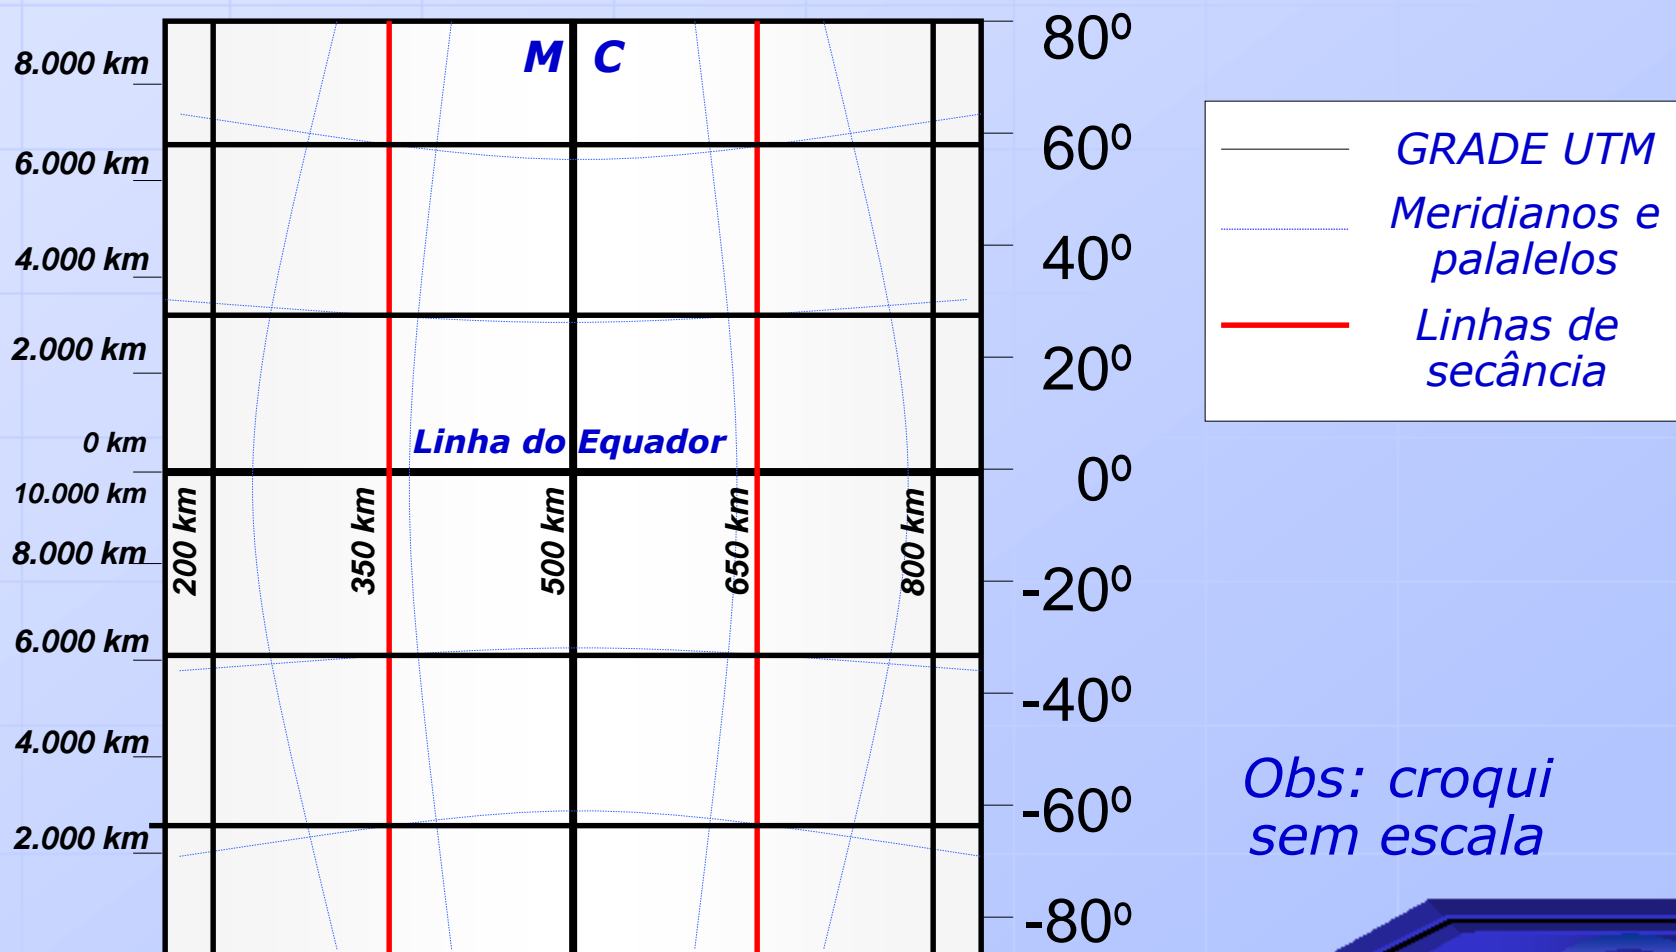 M C
8.000 km
6.000 km
4.000 km
2.000 km
0 km
10.000 km
8.000 km
6.000 km
4.000 km
2.000 km
Linha do Equador
200 km
350 km
500 km
650 km
800 km
80º
60º
40º
20º
0º
-20º
-40º
-60º
-80º
GRADE UTM
Meridianos e
palalelos
Linhas de
secância
Obs: croqui
sem escala